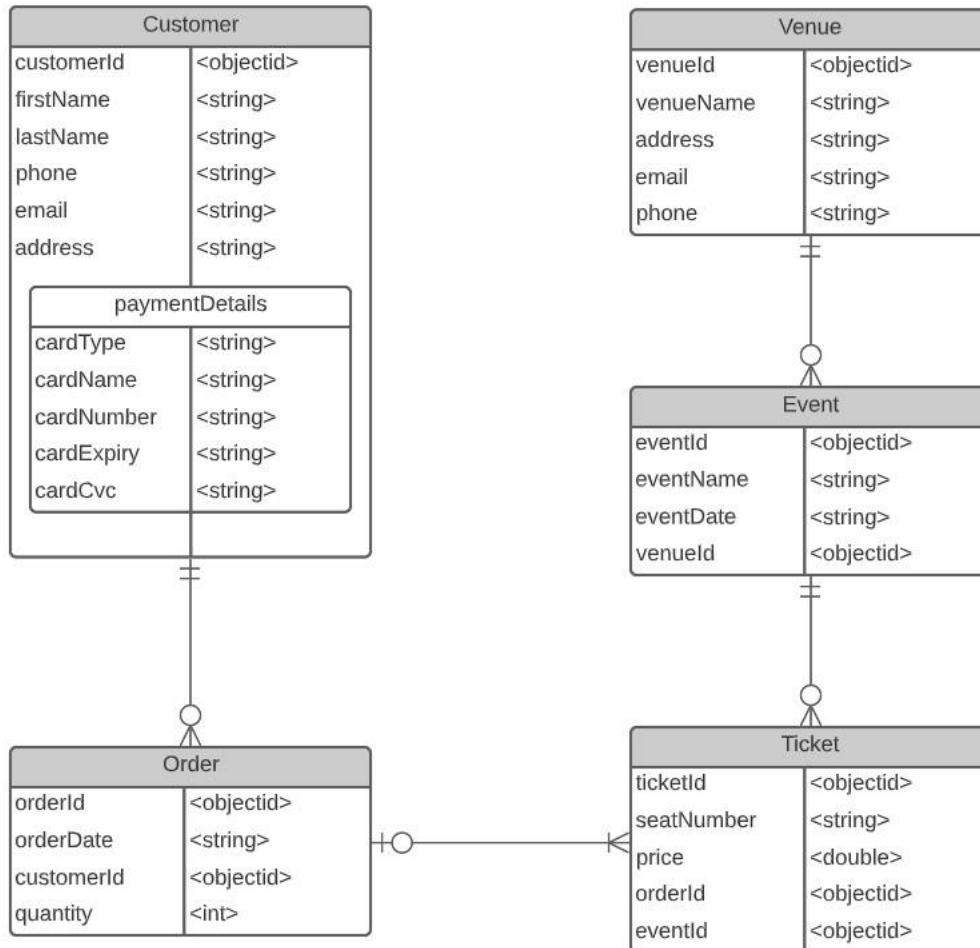 Customer
customerId <objectid>
firstName <string>
lastName <string>
phone <string>
email <string>
address <string>
paymentDetails
cardType <string>
cardName <string>
cardNumber <string>
cardExpiry <string>
cardCvc <string>
Venue
venueId <objectid>
venueName <string>
address <string>
email <string>
phone <string>
Event
eventId <objectid>
eventName <string>
eventDate <string>
venueId <objectid>
Order
orderId <objectid>
orderDate <string>
customerId <objectid>
quantity <int>
Ticket
ticketId <objectid>
seatNumber <string>
price <double>
orderId <objectid>
eventId <objectid>